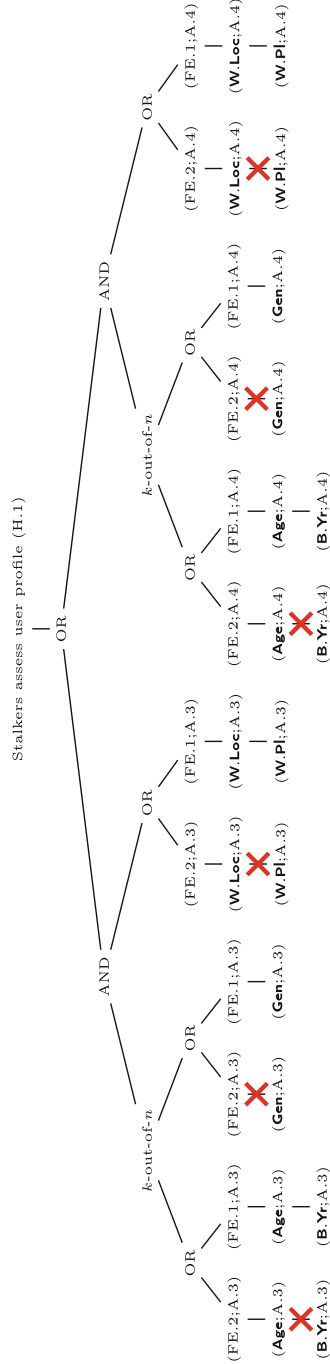 Stalkers assess user profile (H.1)
OR
AND AND
k-out-of-n OR k-out-of-n OR
OR OR (FE.2;A.3) (FE.1;A.3) OR OR (FE.2;A.4) (FE.1;A.4)
(FE.2;A.3) (FE.1;A.3) (FE.2;A.3) (FE.1;A.3) (W.Loc;A.3) (W.Loc;A.3) (FE.2;A.4) (FE.1;A.4) (FE.2;A.4) (FE.1;A.4) (W.Loc;A.4) (W.Loc;A.4)
(Age;A.3) (Age;A.3) (Gen;A.3) (Gen;A.3) (W.Pl;A.3) (W.Pl;A.3) (Age;A.4) (Age;A.4) (Gen;A.4) (Gen;A.4) (W.Pl;A.4) (W.Pl;A.4)
(B.Yr;A.3) (B.Yr;A.3) (B.Yr;A.4) (B.Yr;A.4)